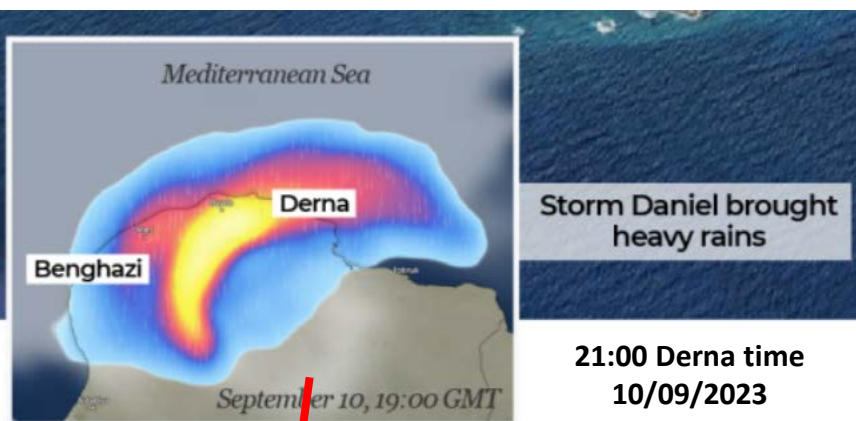 Mediterranean Sea
Derna
Storm Daniel brought
heavy rains
Benghazi
September 10, 19:00 GMT
21:00 Derna time
10/09/2023